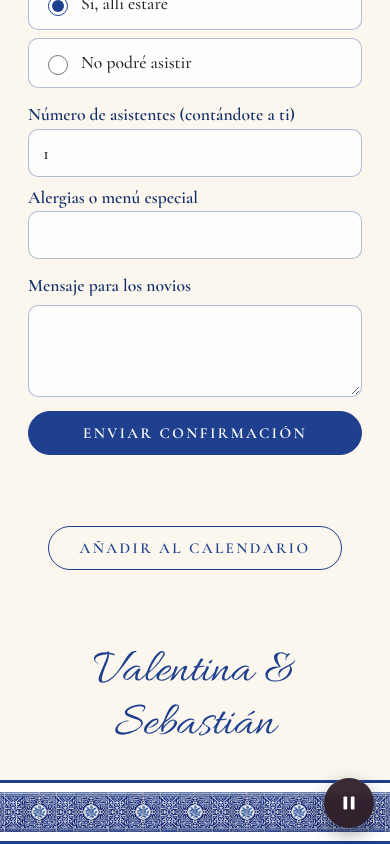 Sí, allí estaré
No podré asistir
Número de asistentes (contándote a ti)
1
Alergias o menú especial
Mensaje para los novios
ENVIAR CONFIRMACIÓN
AÑADIR AL CALENDARIO
Valentina &
Sebastián